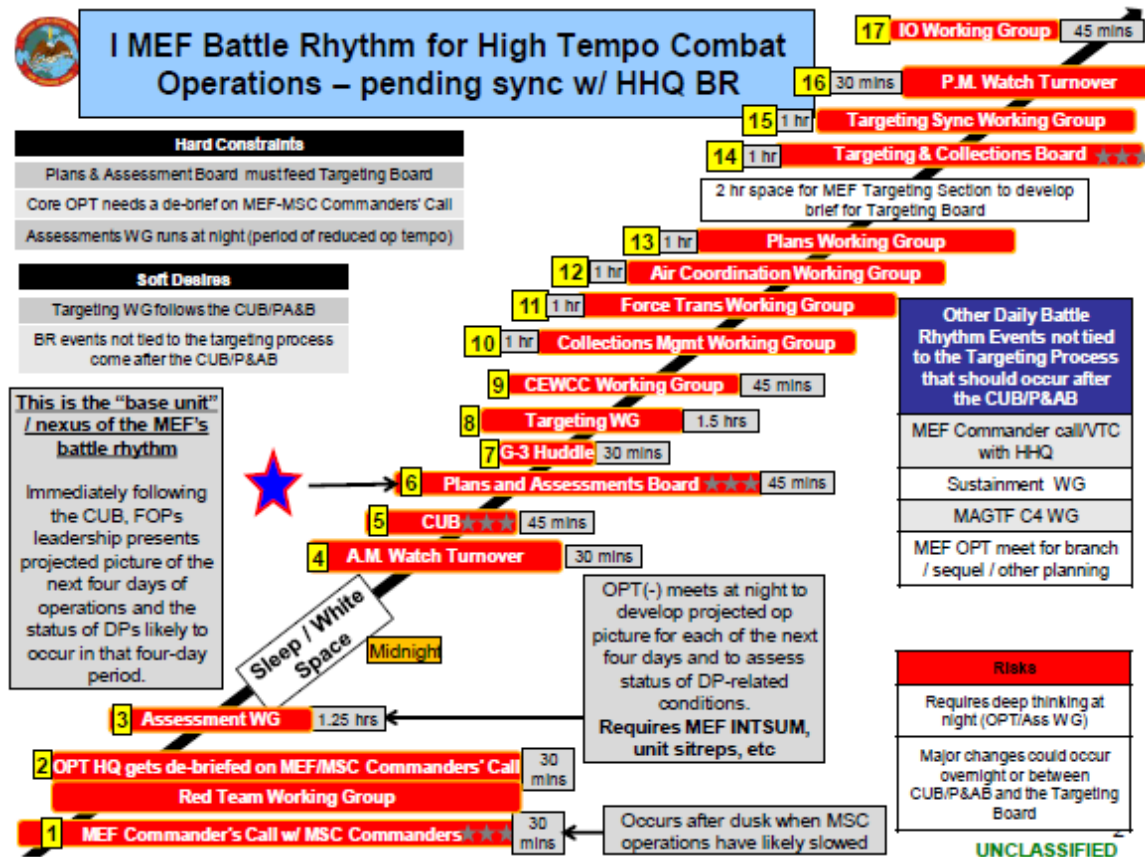 I MEF Battle Rhythm for High Tempo Combat
Operations – pending sync w/ HHQ BR
17 IO Working Group 45 mins
16 30 mins P.M. Watch Turnover
15 1 hr Targeting Sync Working Group
14 1 hr Targeting & Collections Board
2 hr space for MEF Targeting Section to develop
brief for Targeting Board
13 1 hr Plans Working Group
12 1 hr Air Coordination Working Group
11 1 hr Force Trans Working Group
10 1 hr Collections Mgmt Working Group
9 CEWCC Working Group 45 mins
8 Targeting WG 1.5 hrs
7 G-3 Huddle 30 mins
6 Plans and Assessments Board 45 mins
5 CUB 45 mins
4 A.M. Watch Turnover 30 mins
Sleep / White
Space
Midnight
3 Assessment WG 1.25 hrs
2 OPT HQ gets de-briefed on MEF/MSC Commanders' Call 30
mins
Red Team Working Group
1 MEF Commander's Call w/ MSC Commanders 30
mins
Occurs after dusk when MSC
operations have likely slowed
Hard Constraints
Plans & Assessment Board must feed Targeting Board
Core OPT needs a de-brief on MEF-MSC Commanders' Call
Assessments WG runs at night (period of reduced op tempo)
Soft Desires
Targeting WG follows the CUB/PA&B
BR events not tied to the targeting process
come after the CUB/P&AB
This is the "base unit"
/ nexus of the MEF's
battle rhythm
Immediately following
the CUB, FOPs
leadership presents
projected picture of the
next four days of
operations and the
status of DPs likely to
occur in that four-day
period.
OPT(-) meets at night to
develop projected op
picture for each of the next
four days and to assess
status of DP-related
conditions.
Requires MEF INTSUM,
unit sitreps, etc
Other Daily Battle
Rhythm Events not tied
to the Targeting Process
that should occur after
the CUB/P&AB
MEF Commander call/VTC
with HHQ
Sustainment WG
MAGTF C4 WG
MEF OPT meet for branch
/ sequel / other planning
Risks
Requires deep thinking at
night (OPT/Ass WG)
Major changes could occur
overnight or between
CUB/P&AB and the Targeting
Board
UNCLASSIFIED